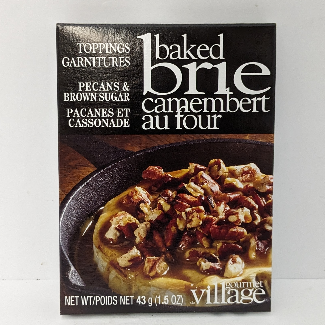 TOPPINGS
GARNITURES
PECANS &
BROWN SUGAR
PACANES ET
CASSONADE
baked
brie
camembert
au four
gourmet
village
NET WT/POIDS NET 43 g (1.5 OZ)